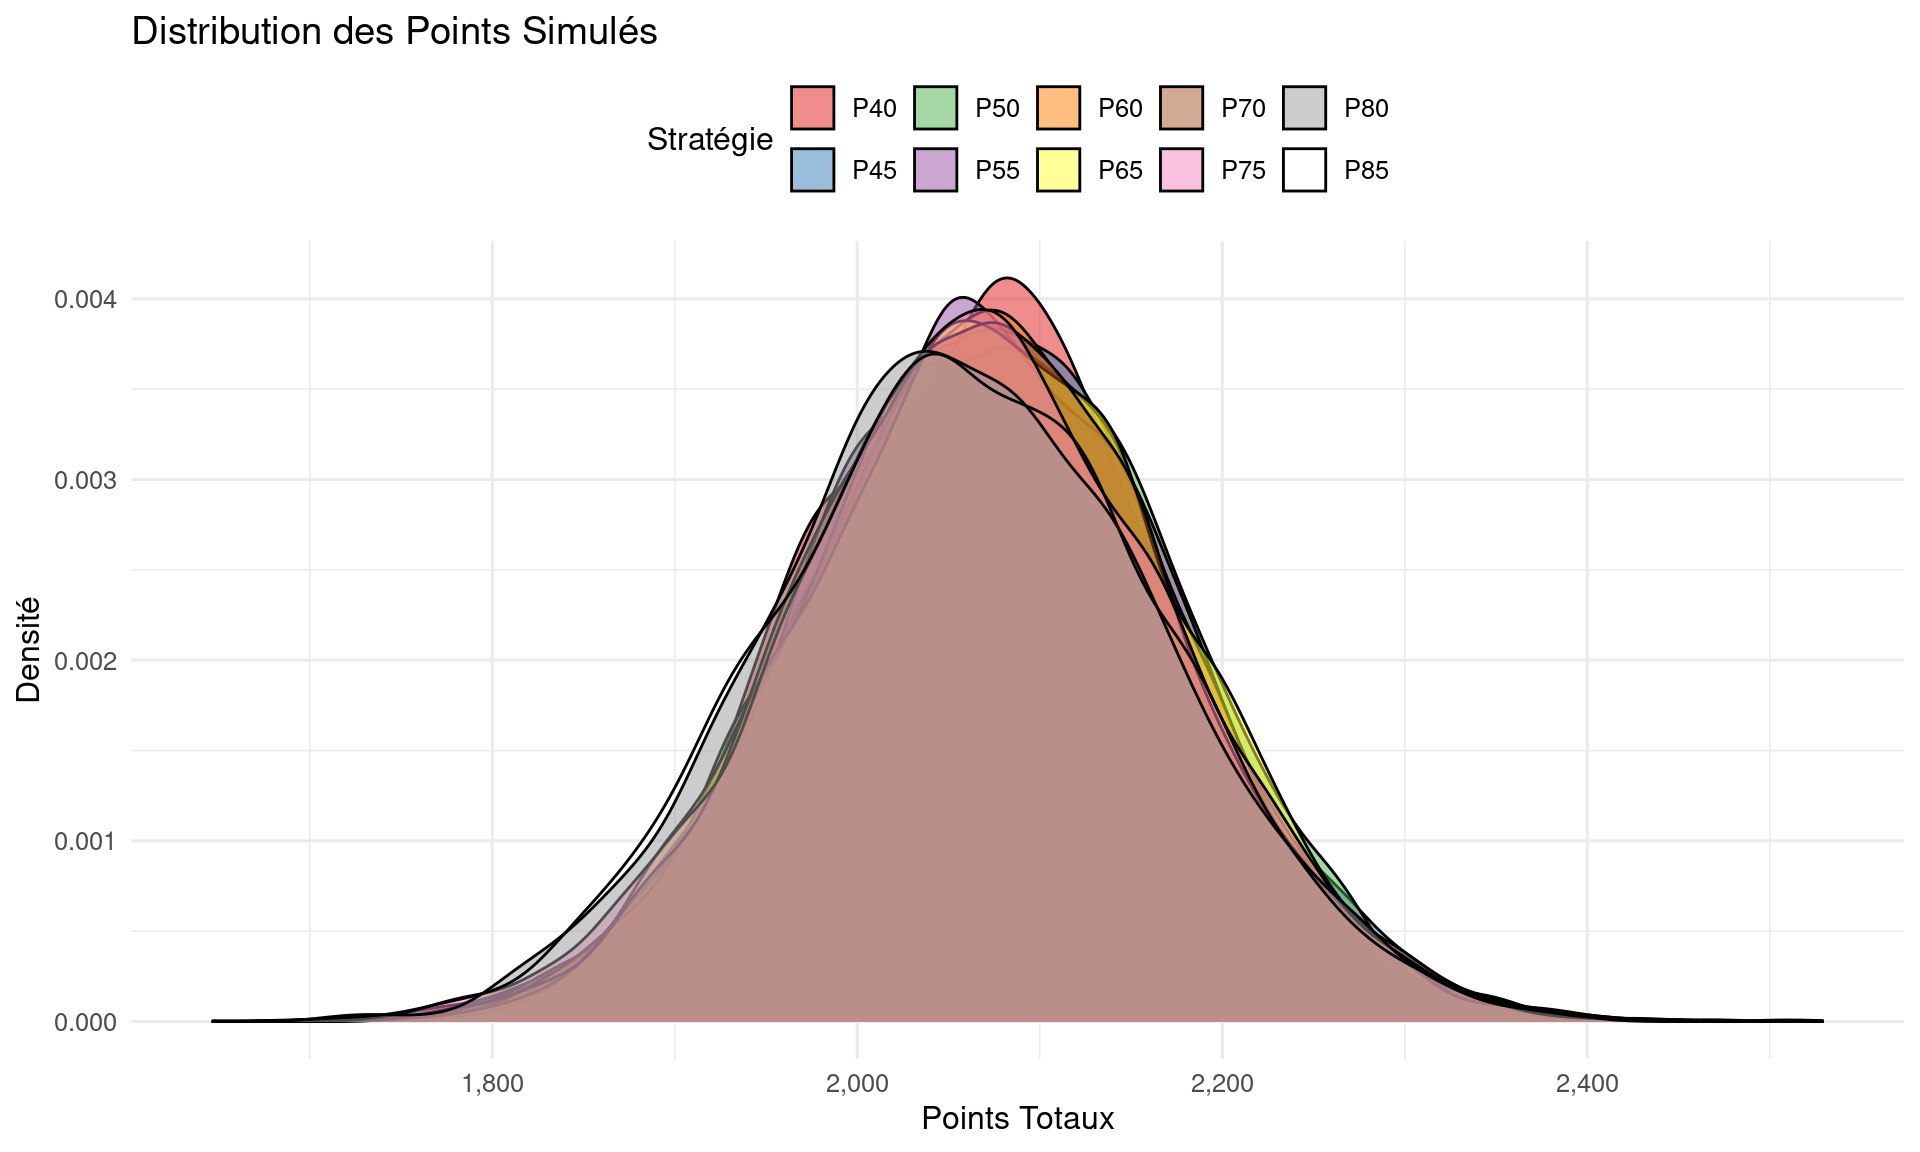 Distribution des Points Simulés
Stratégie
P40 P50 P60 P70 P80
P45 P55 P65 P75 P85
Densité
0.004
0.003
0.002
0.001
0.000
1,800 2,000 2,200 2,400
Points Totaux